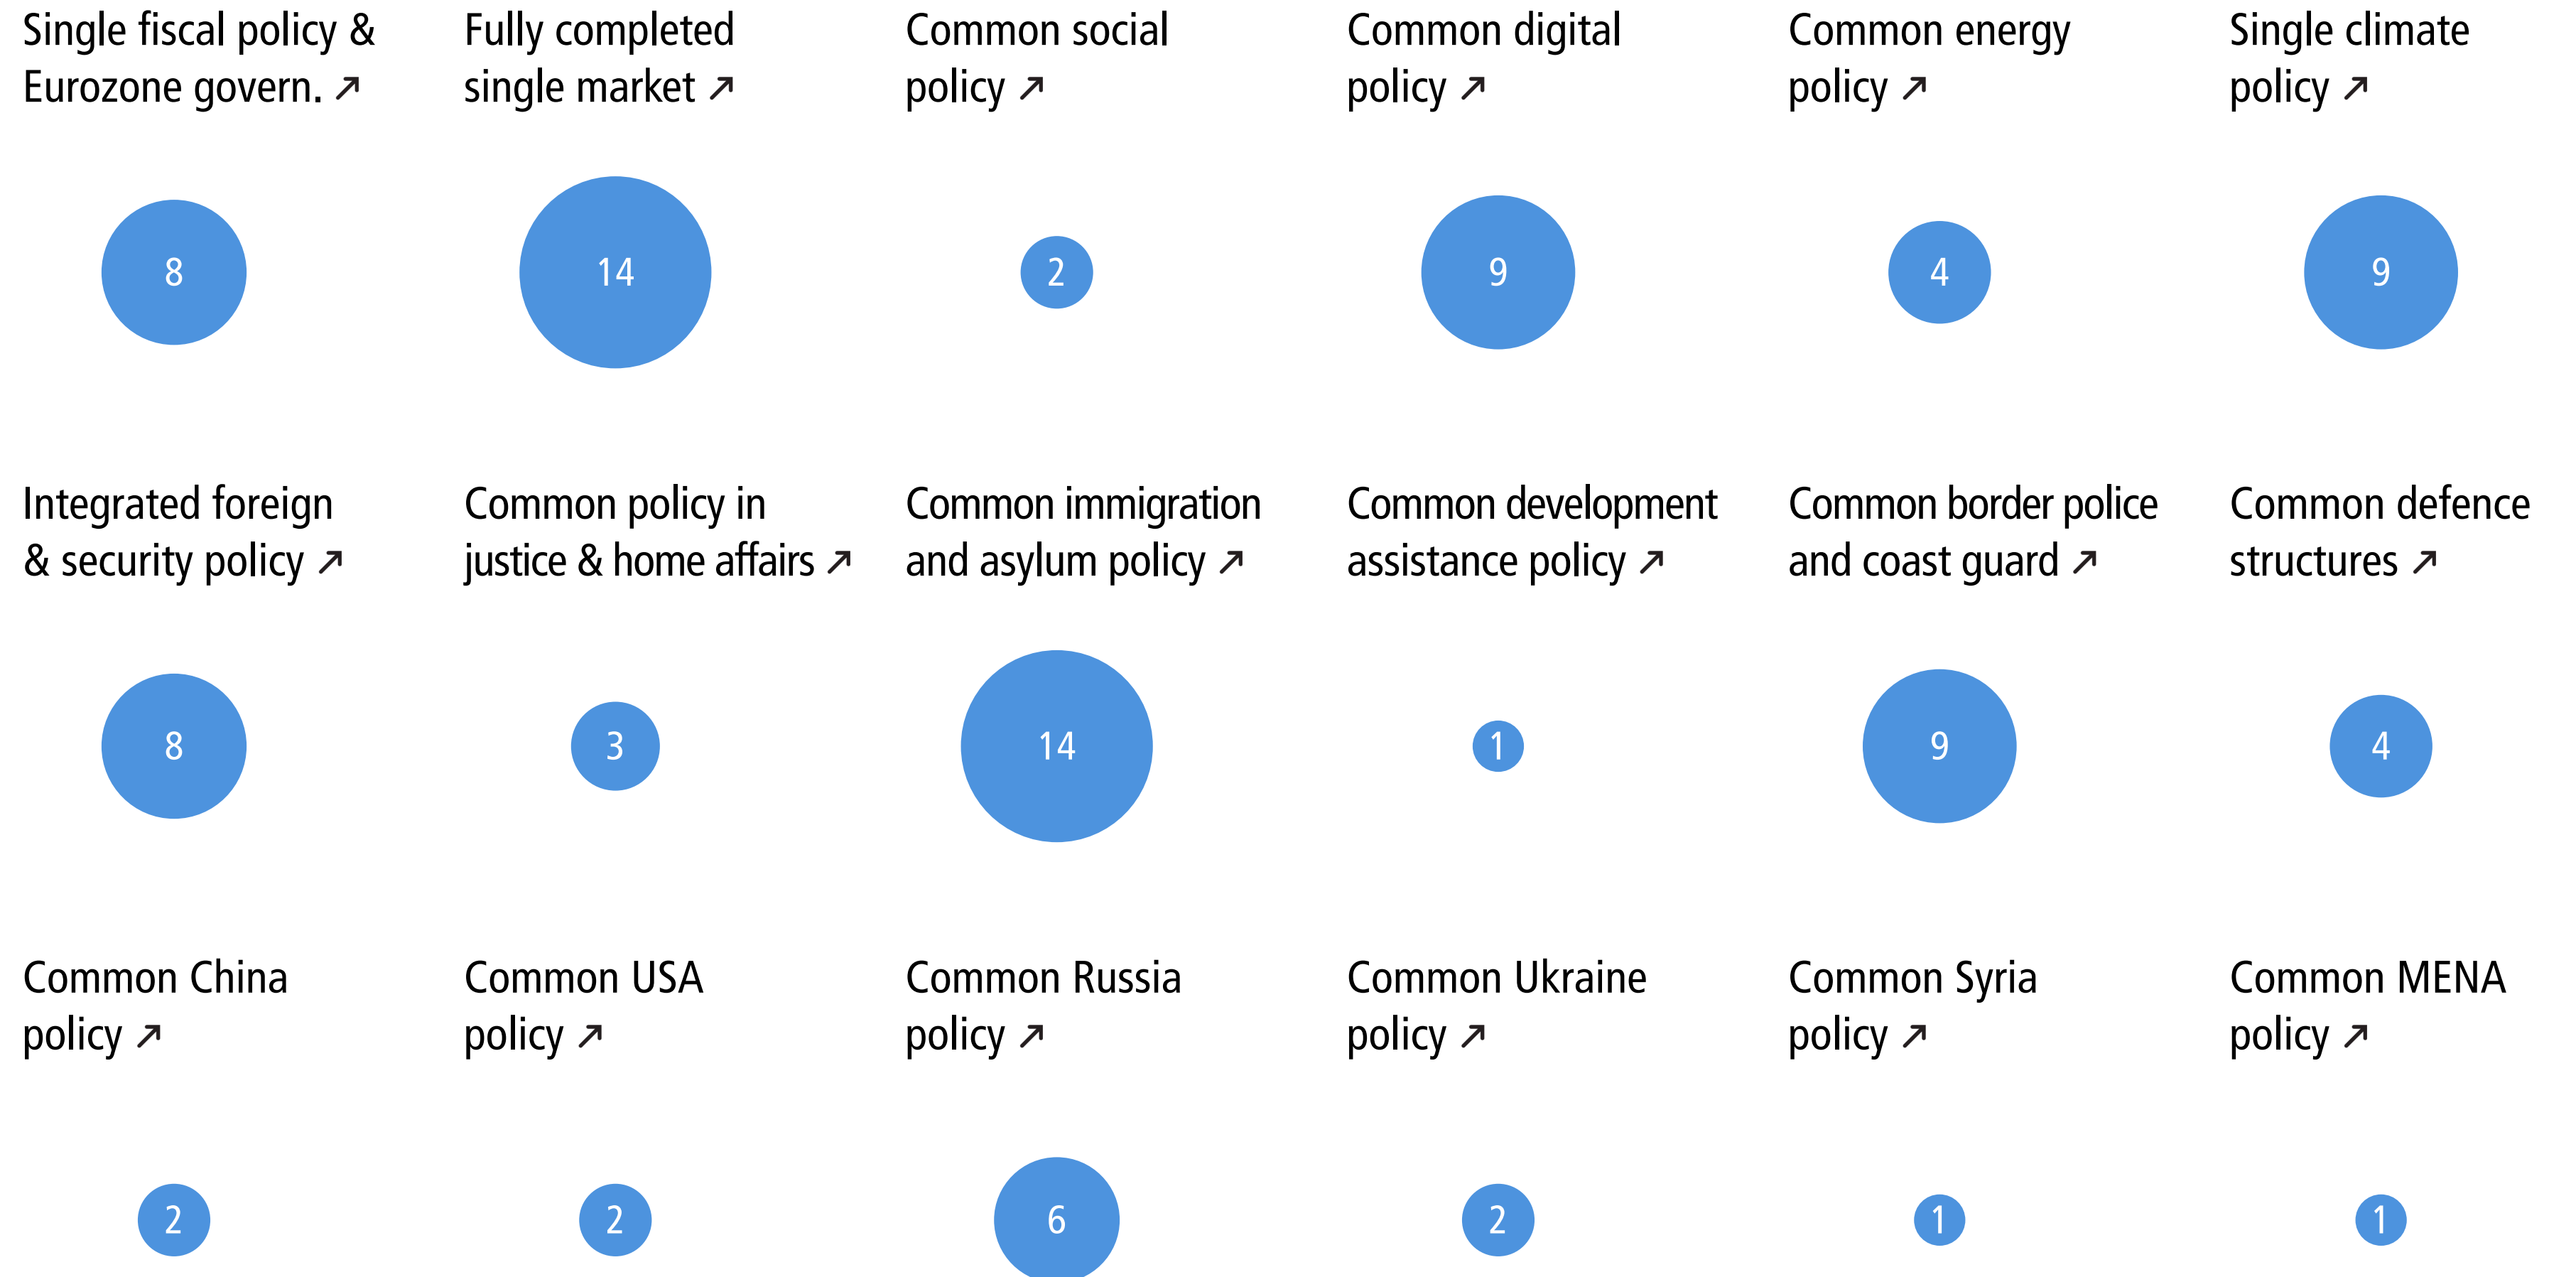 Single fiscal policy &
Eurozone govern. ↗
Fully completed
single market ↗
Common social
policy ↗
Common digital
policy ↗
Common energy
policy ↗
Single climate
policy ↗
8
14
2
9
4
9
Integrated foreign
& security policy ↗
Common policy in
justice & home affairs ↗
Common immigration
and asylum policy ↗
Common development
assistance policy ↗
Common border police
and coast guard ↗
Common defence
structures ↗
8
3
14
1
9
4
Common China
policy ↗
Common USA
policy ↗
Common Russia
policy ↗
Common Ukraine
policy ↗
Common Syria
policy ↗
Common MENA
policy ↗
2
2
6
2
1
1